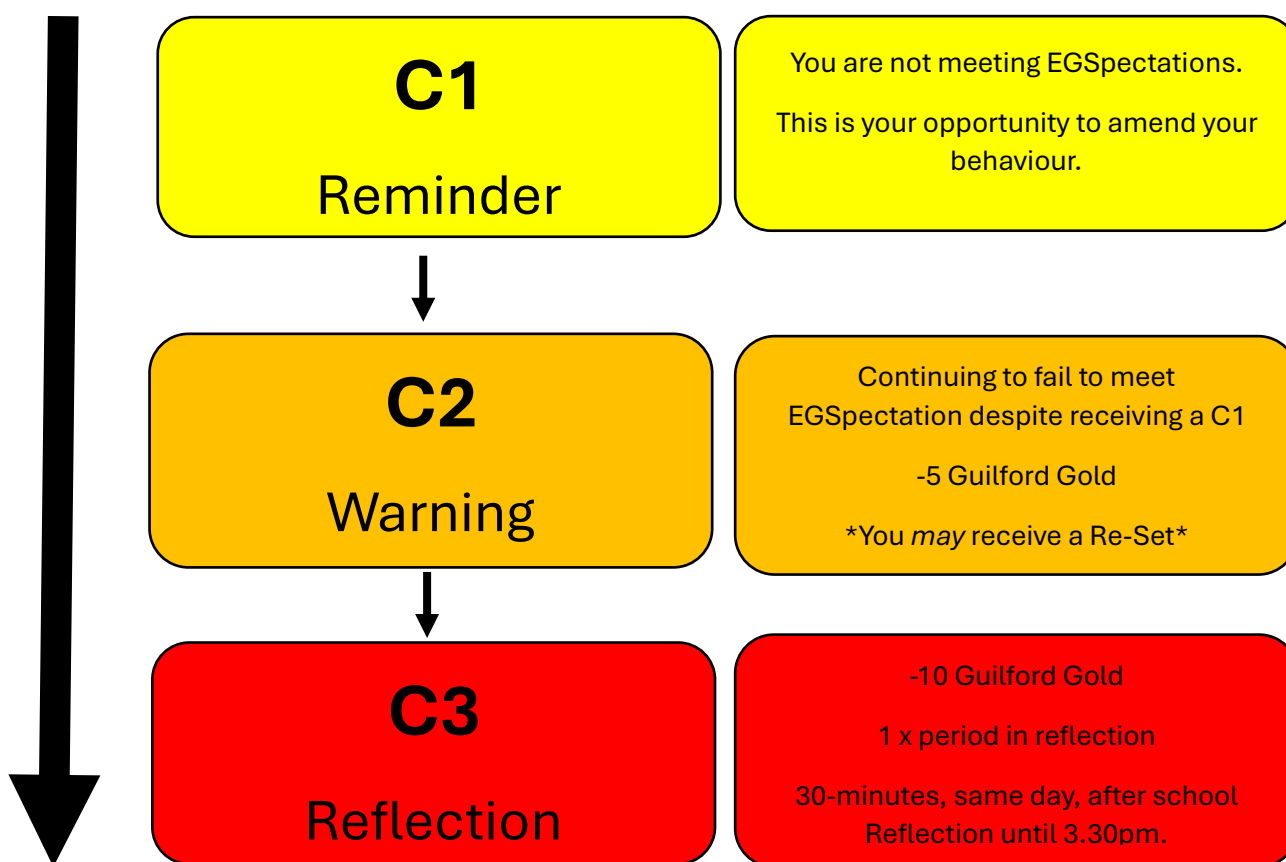 C1
Reminder
You are not meeting EGSpectations.
This is your opportunity to amend your
behaviour.
C2
Warning
Continuing to fail to meet
EGSpectation despite receiving a C1
-5 Guilford Gold
*You may receive a Re-Set*
C3
Reflection
-10 Guilford Gold
1 x period in reflection
30-minutes, same day, after school
Reflection until 3.30pm.